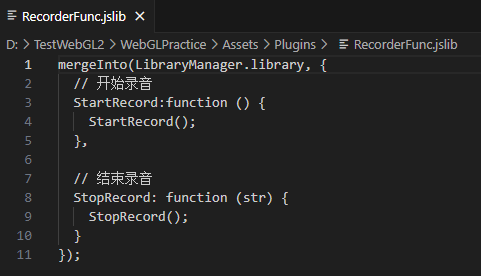 RecorderFunc.jslib ×
D: > TestWebGL2 > WebGLPractice > Assets > Plugins > RecorderFunc.jslib
1 mergeInto(LibraryManager.library, {
2 // 开始录音
3 StartRecord:function () {
4 StartRecord();
5 },
6
7 // 结束录音
8 StopRecord: function (str) {
9 StopRecord();
10 }
11 });